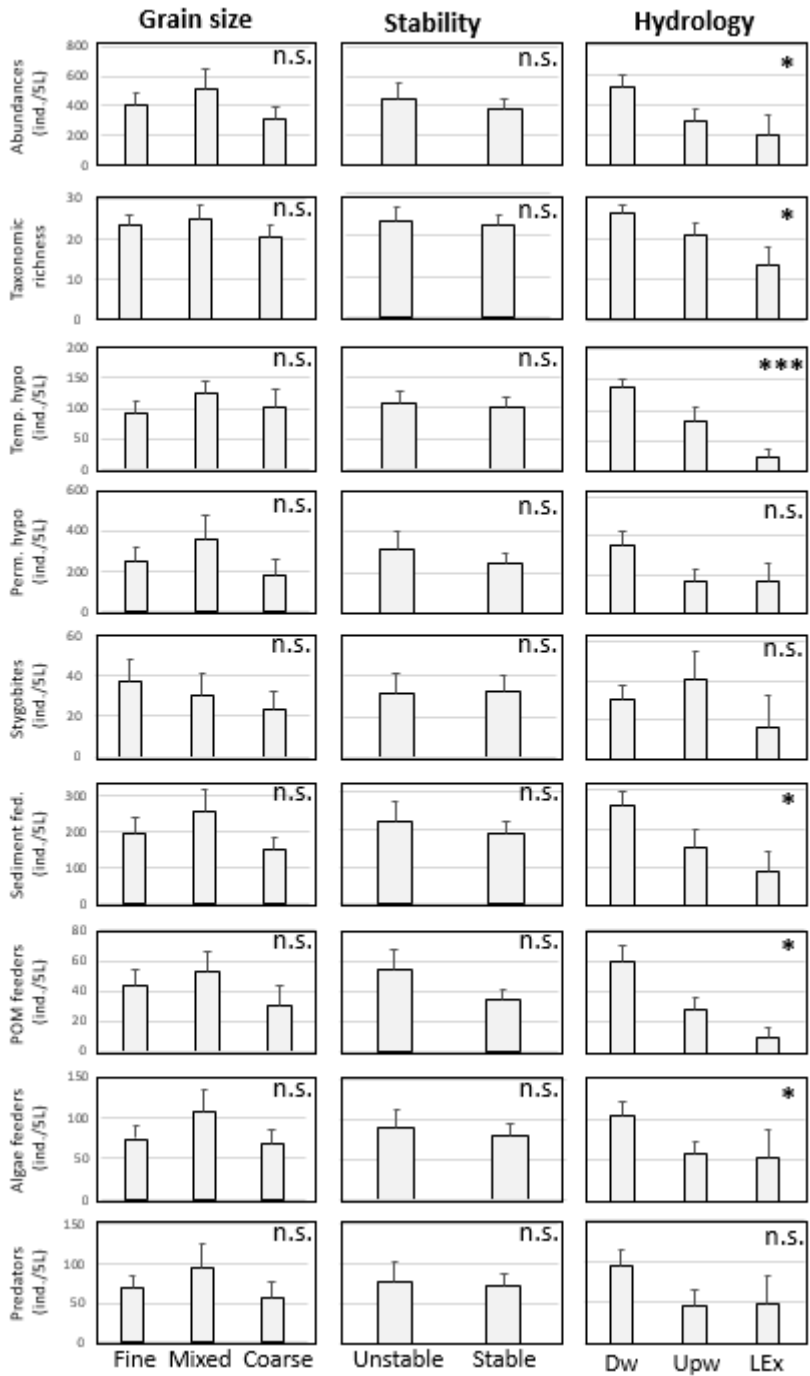 Grain size Stability Hydrology
Abundances
(ind./5L)
800
600
400
200
0
n.s. n.s. *
Taxonomic
richness
30
20
10
0
n.s. n.s. *
Temp. hypo
(ind./5L)
200
150
100
50
0
n.s. n.s. ***
Perm. hypo
(ind./5L)
600
400
200
0
n.s. n.s. n.s.
Stygobites
(ind./5L)
60
40
20
0
n.s. n.s. n.s.
Sediment fed.
(ind./5L)
300
200
100
0
n.s. n.s. *
POM feeders
(ind./5L)
80
60
40
20
0
n.s. n.s. *
Algae feeders
(ind./5L)
150
100
50
0
n.s. n.s. *
Predators
(ind./5L)
150
100
50
0
n.s. n.s. n.s.
Fine Mixed Coarse Unstable Stable Dw Upw LEx